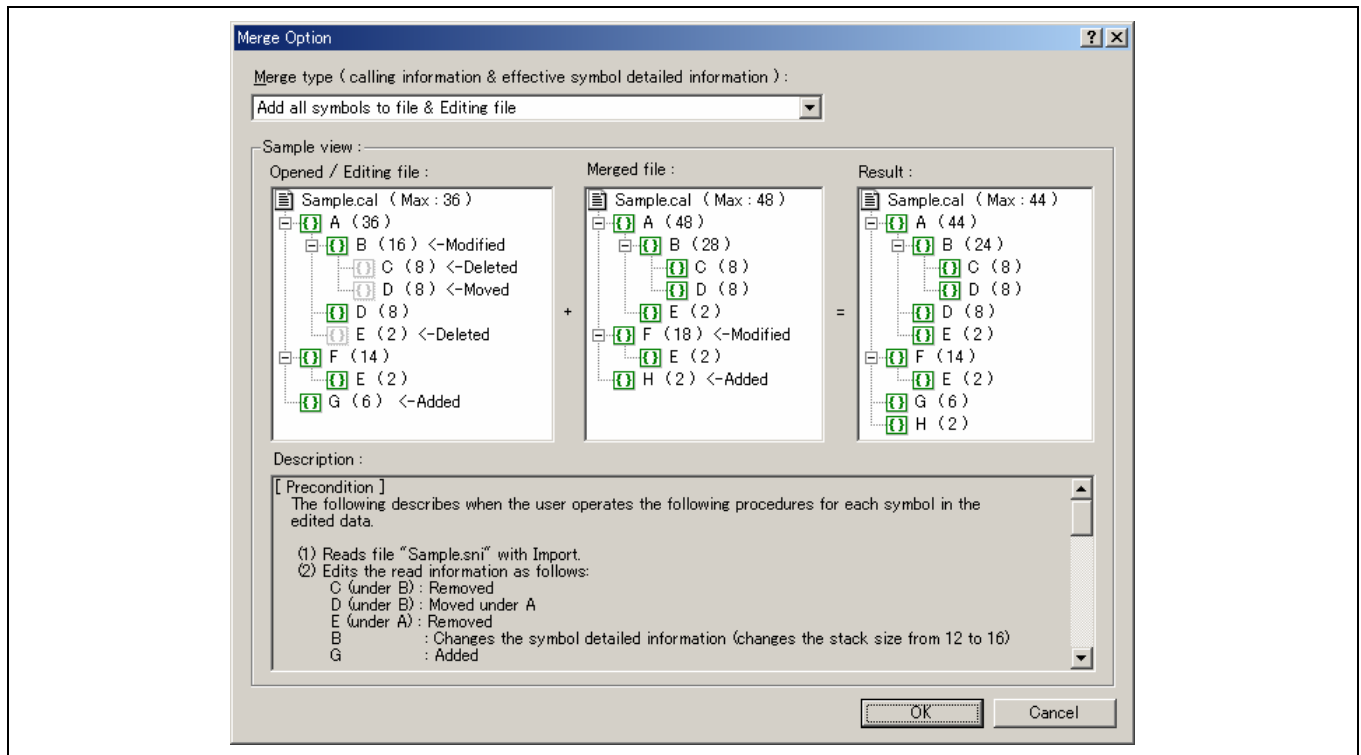 Merge Option
Merge type ( calling information & effective symbol detailed information ) :
Add all symbols to file & Editing file
Sample view :
Opened / Editing file :
Sample.cal ( Max : 36 )
A ( 36 )
B ( 16 ) <-Modified
C ( 8 ) <-Deleted
D ( 8 ) <-Moved
D ( 8 )
E ( 2 ) <-Deleted
F ( 14 )
E ( 2 )
G ( 6 ) <-Added
+
Merged file :
Sample.cal ( Max : 48 )
A ( 48 )
B ( 28 )
C ( 8 )
D ( 8 )
E ( 2 )
F ( 18 ) <-Modified
E ( 2 )
H ( 2 ) <-Added
=
Result :
Sample.cal ( Max : 44 )
A ( 44 )
B ( 24 )
C ( 8 )
D ( 8 )
D ( 8 )
E ( 2 )
F ( 14 )
E ( 2 )
G ( 6 )
H ( 2 )
Description :
[ Precondition ]
The following describes when the user operates the following procedures for each symbol in the
edited data.
(1) Reads file "Sample.sni" with Import.
(2) Edits the read information as follows:
C (under B) : Removed
D (under B) : Moved under A
E (under A) : Removed
B : Changes the symbol detailed information (changes the stack size from 12 to 16)
G : Added
OK Cancel